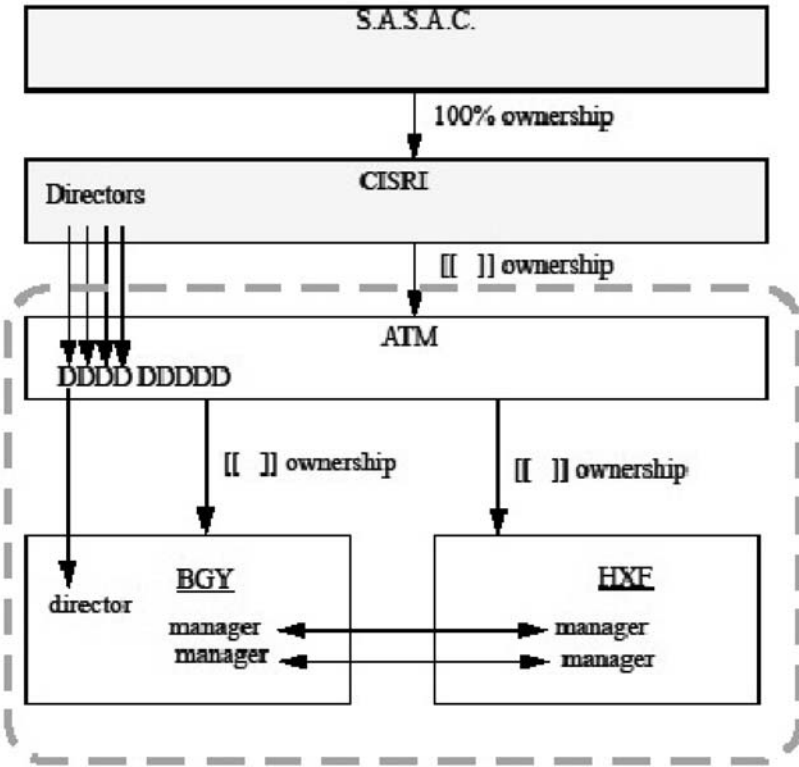 S.A.S.A.C.
100% ownership
CISRI
Directors
[[ ]] ownership
ATM
DDDD DDDDD
[[ ]] ownership
[[ ]] ownership
BGY
HXF
director
manager
manager
manager
manager